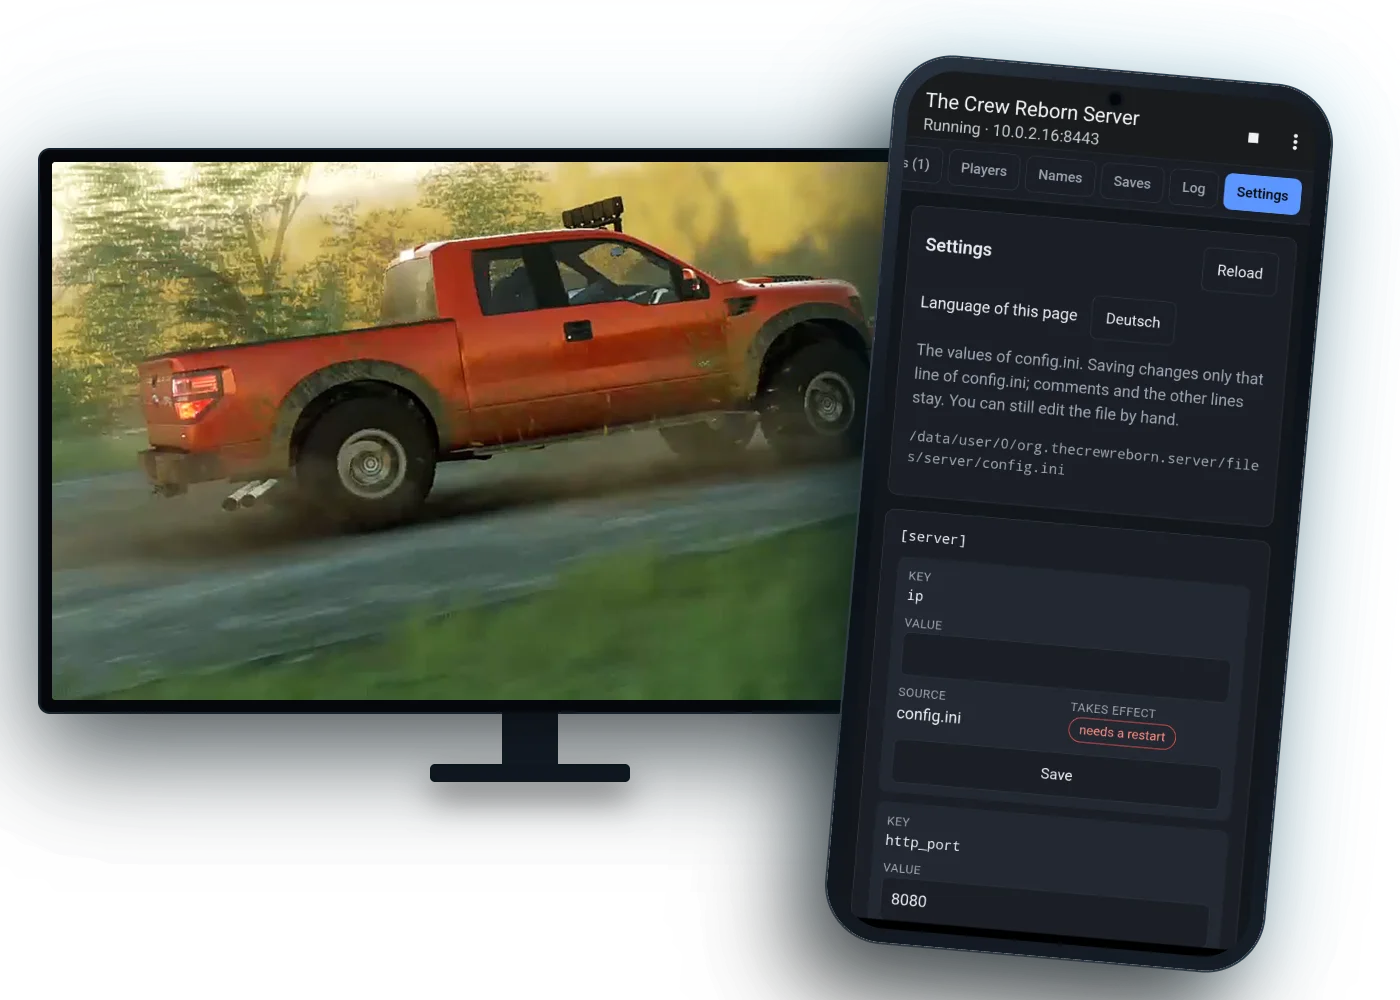 The Crew Reborn Server
Running · 10.0.2.16:8443
s (1)
Players
Names
Saves
Log
Settings
Settings
Reload
Language of this page
Deutsch
The values of config.ini. Saving changes only that
line of config.ini; comments and the other lines
stay. You can still edit the file by hand.
/data/user/0/org.thecrewreborn.server/file
s/server/config.ini
[server]
KEY
ip
VALUE
SOURCE
config.ini
TAKES EFFECT
needs a restart
Save
KEY
http_port
VALUE
8080